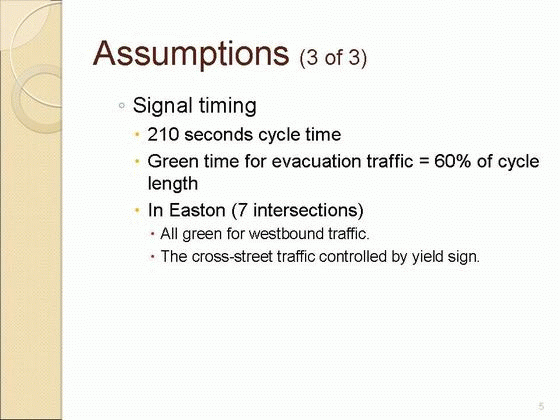 Assumptions (3 of 3)
Signal timing
210 seconds cycle time
Green time for evacuation traffic = 60% of cycle
length
In Easton (7 intersections)
All green for westbound traffic.
The cross-street traffic controlled by yield sign.
5